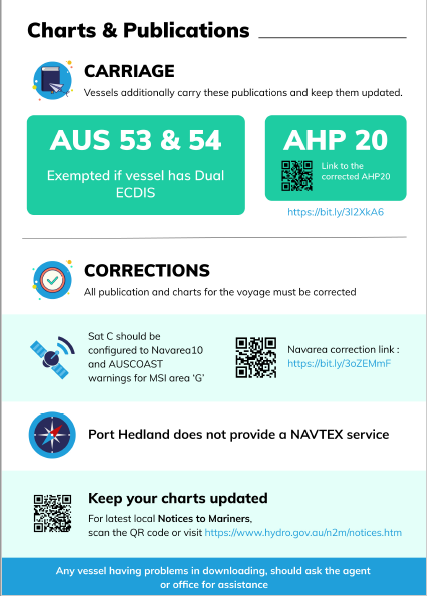 Charts & Publications
CARRIAGE
Vessels additionally carry these publications and keep them updated.
AUS 53 & 54
Exempted if vessel has Dual
ECDIS
AHP 20
Link to the
corrected AHP20
https://bit.ly/3I2XkA6
CORRECTIONS
All publication and charts for the voyage must be corrected
Sat C should be
configured to Navarea10
and AUSCOAST
warnings for MSI area ‘G’
Navarea correction link :
https://bit.ly/3oZEMmF
Port Hedland does not provide a NAVTEX service
Keep your charts updated
For latest local Notices to Mariners,
scan the QR code or visit https://www.hydro.gov.au/n2m/notices.htm
Any vessel having problems in downloading, should ask the agent
or office for assistance